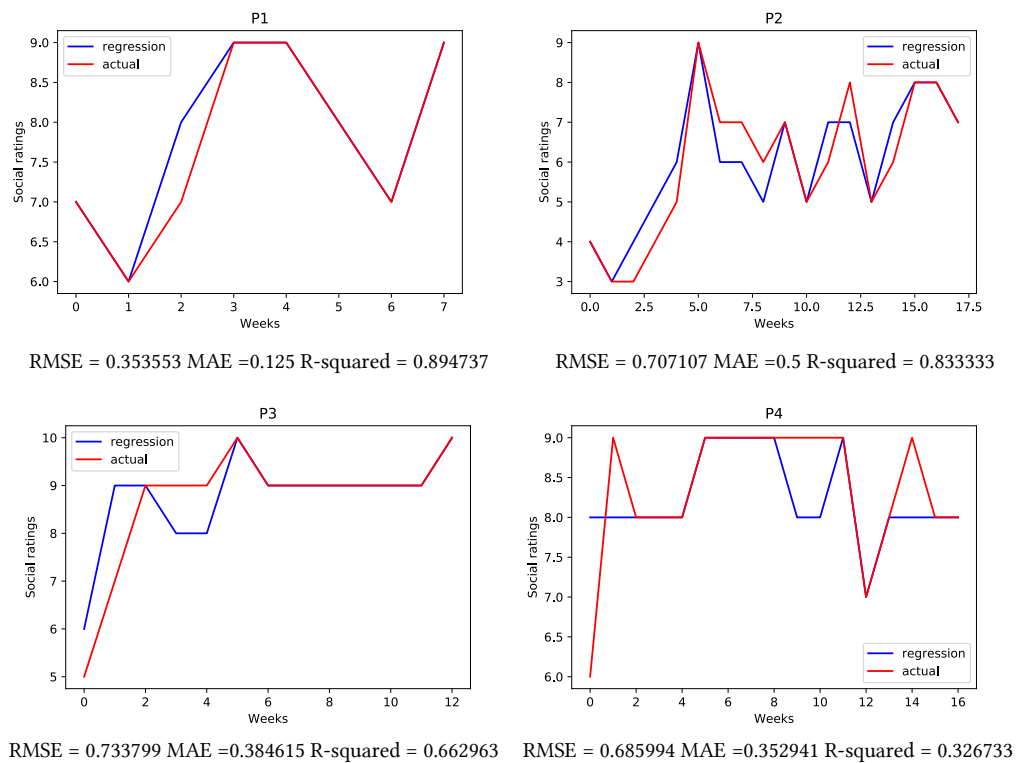 P1
regression
actual
9.0
8.5
8.0
7.5
7.0
6.5
6.0
Social ratings
0 1 2 3 4 5 6 7
Weeks
RMSE = 0.353553 MAE =0.125 R-squared = 0.894737
P2
regression
actual
9
8
7
6
5
4
3
Social ratings
0.0 2.5 5.0 7.5 10.0 12.5 15.0 17.5
Weeks
RMSE = 0.707107 MAE =0.5 R-squared = 0.833333
P3
regression
actual
10
9
8
7
6
5
Social ratings
0 2 4 6 8 10 12
Weeks
RMSE = 0.733799 MAE =0.384615 R-squared = 0.662963
P4
9.0
8.5
8.0
7.5
7.0
6.5
6.0
Social ratings
regression
actual
0 2 4 6 8 10 12 14 16
Weeks
RMSE = 0.685994 MAE =0.352941 R-squared = 0.326733